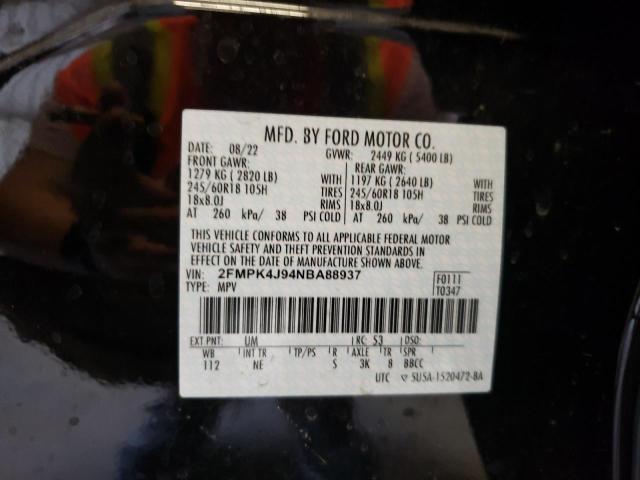 MFD. BY FORD MOTOR CO.
DATE: 08/22 GVWR: 2449 KG ( 5400 LB)
FRONT GAWR: REAR GAWR:
1279 KG ( 2820 LB) WITH 1197 KG ( 2640 LB) WITH
245/60R18 105H TIRES 245/60R18 105H TIRES
18x8.0J RIMS 18x8.0J RIMS
AT 260 kPa/ 38 PSI COLD AT 260 kPa/ 38 PSI COLD
THIS VEHICLE CONFORMS TO ALL APPLICABLE FEDERAL MOTOR
VEHICLE SAFETY AND THEFT PREVENTION STANDARDS IN
EFFECT ON THE DATE OF MANUFACTURE SHOWN ABOVE.
VIN: 2FMPK4J94NBA88937 F0111
TYPE: MPV T0347
EXT PNT: UM RC: 53 DSO:
WB INT TR TP/PS R AXLE TR SPR
112 NE S 3K 8 BBCC
UTC ▽ 5U5A-1520472-BA